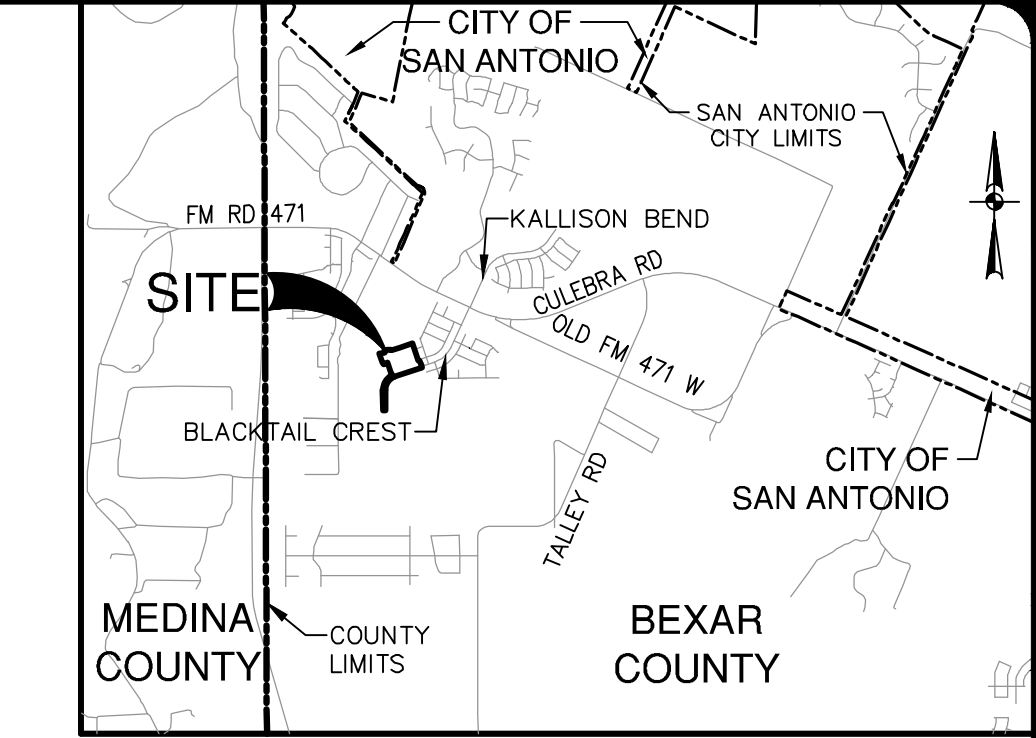 CITY OF
SAN ANTONIO
SAN ANTONIO
CITY LIMITS
FM RD 471
KALLISON BEND
SITE
CULEBRA RD
OLD FM 471 W
BLACKTAIL CREST
CITY OF
SAN ANTONIO
TALLEY RD
MEDINA
COUNTY
COUNTY
LIMITS
BEXAR
COUNTY